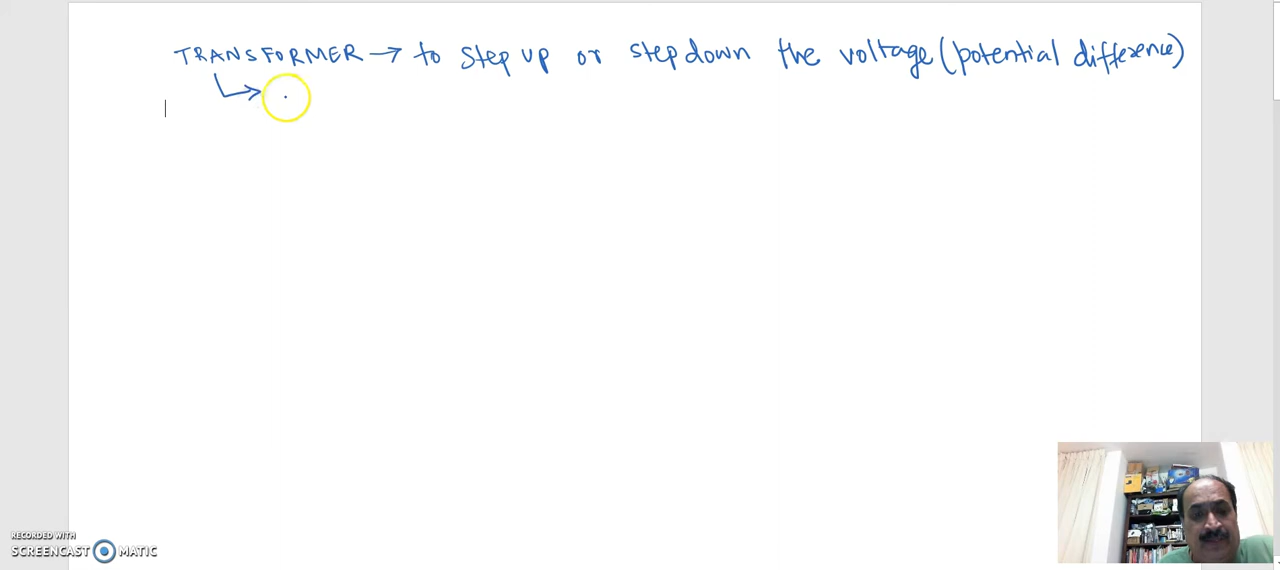 TRANSFORMER → to step up or step down the voltage (potential difference)
RECORDED WITH
SCREENCAST MATIC